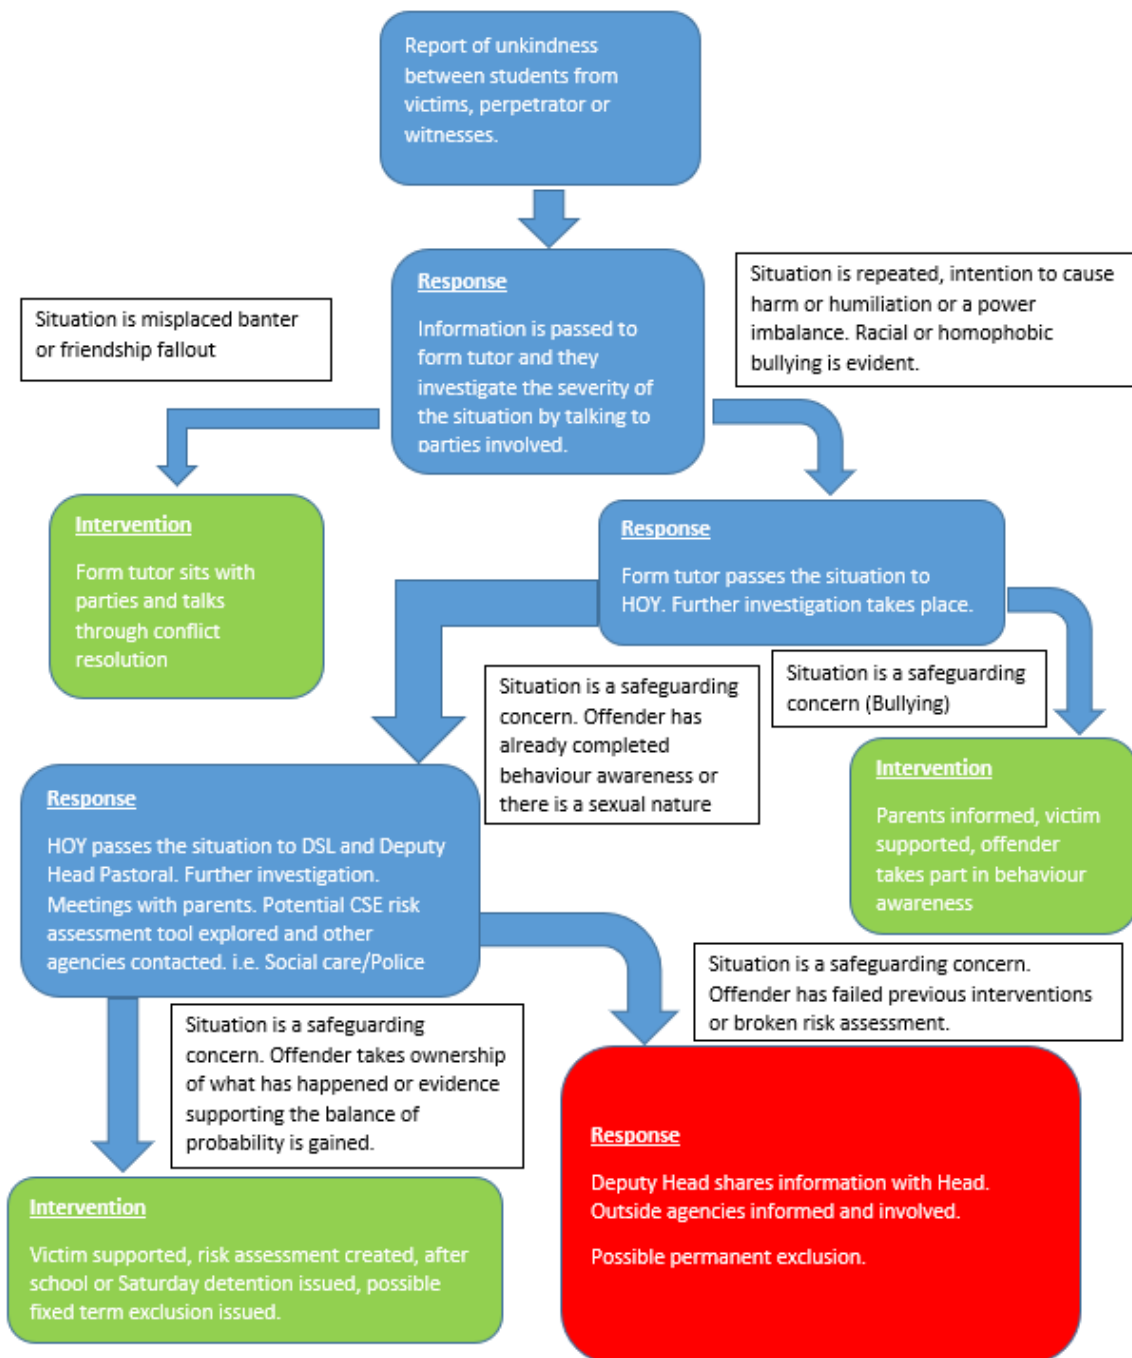 Report of unkindness
between students from
victims, perpetrator or
witnesses.
Response
Information is passed to
form tutor and they
investigate the severity of
the situation by talking to
parties involved.
Situation is misplaced banter
or friendship fallout
Situation is repeated, intention to cause
harm or humiliation or a power
imbalance. Racial or homophobic
bullying is evident.
Intervention
Form tutor sits with
parties and talks
through conflict
resolution
Response
Form tutor passes the situation to
HOY. Further investigation takes place.
Situation is a safeguarding
concern. Offender has
already completed
behaviour awareness or
there is a sexual nature
Situation is a safeguarding
concern (Bullying)
Intervention
Parents informed, victim
supported, offender
takes part in behaviour
awareness
Response
HOY passes the situation to DSL and Deputy
Head Pastoral. Further investigation.
Meetings with parents. Potential CSE risk
assessment tool explored and other
agencies contacted. i.e. Social care/Police
Situation is a safeguarding
concern. Offender takes ownership
of what has happened or evidence
supporting the balance of
probability is gained.
Situation is a safeguarding concern.
Offender has failed previous interventions
or broken risk assessment.
Intervention
Victim supported, risk assessment created, after
school or Saturday detention issued, possible
fixed term exclusion issued.
Response
Deputy Head shares information with Head.
Outside agencies informed and involved.
Possible permanent exclusion.